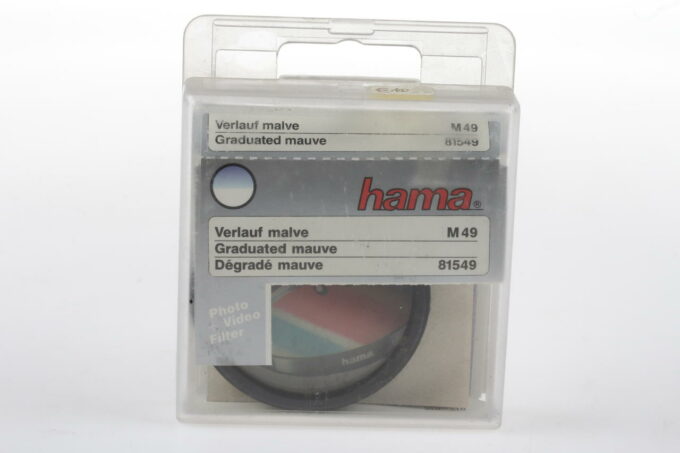 Verlauf malve M 49
Graduated mauve 81549
hama®
Verlauf malve M 49
Graduated mauve
Dégradé mauve 81549
Photo
Video
Filter
hama